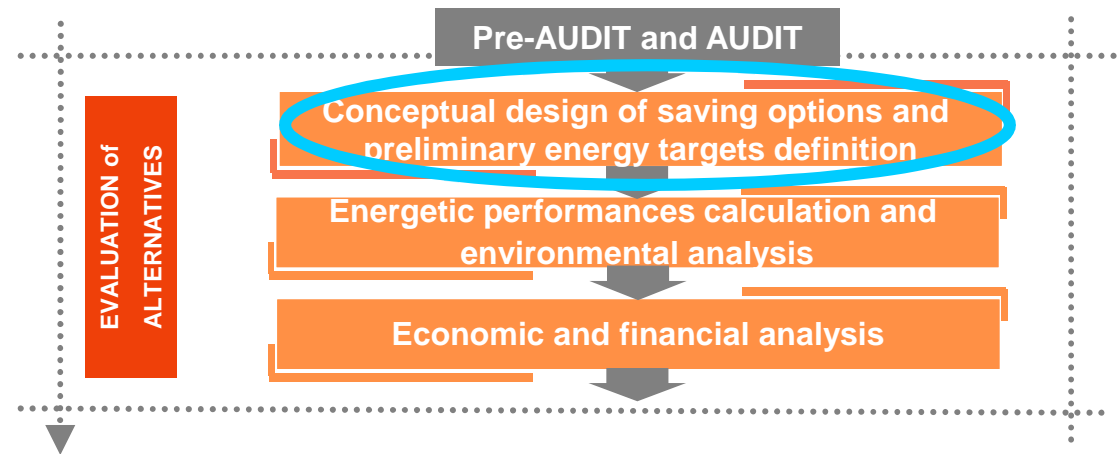 Pre-AUDIT and AUDIT
EVALUATION of
ALTERNATIVES
Conceptual design of saving options and
preliminary energy targets definition
Energetic performances calculation and
environmental analysis
Economic and financial analysis